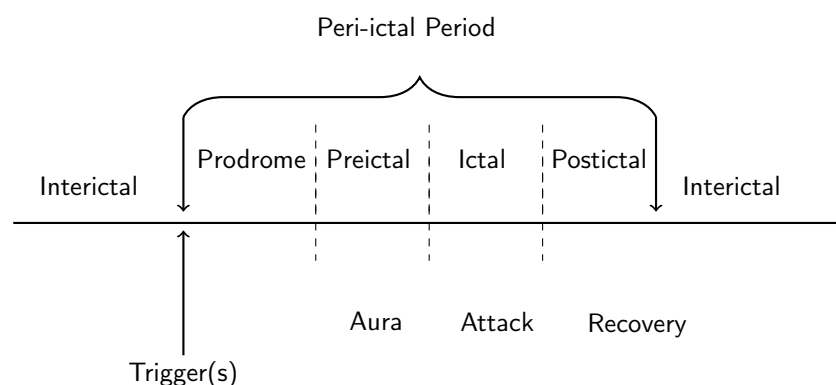 Peri-ictal Period
Prodrome Preictal Ictal Postictal
Interictal Interictal
Aura Attack Recovery
Trigger(s)